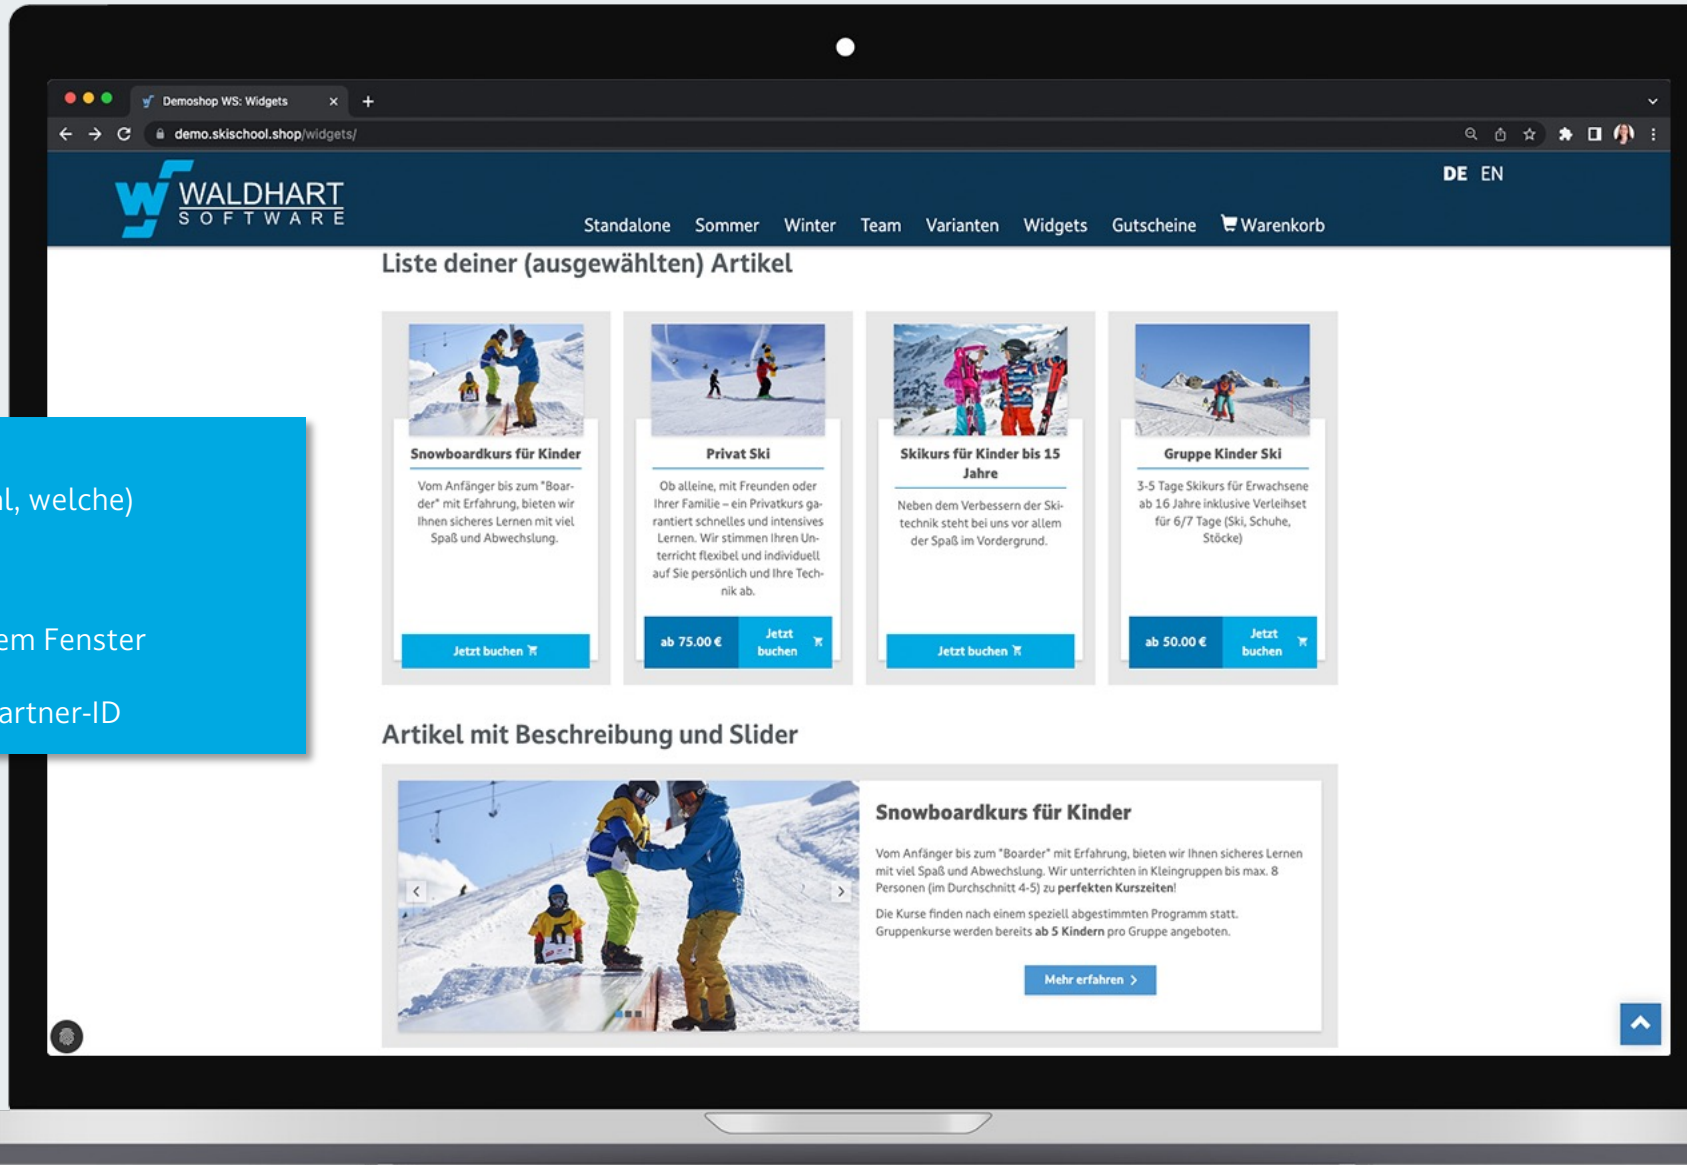 Demoshop WS: Widgets
demo.skischool.shop/widgets/
DE EN
WALDHART
SOFTWARE
Standalone Sommer Winter Team Varianten Widgets Gutscheine Warenkorb
Liste deiner (ausgewählten) Artikel
Snowboardkurs für Kinder
Vom Anfänger bis zum "Boar-
der" mit Erfahrung, bieten wir
Ihnen sicheres Lernen mit viel
Spaß und Abwechslung.
Jetzt buchen
Privat Ski
Ob alleine, mit Freunden oder
Ihrer Familie – ein Privatkurs ga-
rantiert schnelles und intensives
Lernen. Wir stimmen Ihren Un-
terricht flexibel und individuell
auf Sie persönlich und Ihre Tech-
nik ab.
ab 75.00 €
Jetzt
buchen
Skikurs für Kinder bis 15
Jahre
Neben dem Verbessern der Ski-
technik steht bei uns vor allem
der Spaß im Vordergrund.
Jetzt buchen
Gruppe Kinder Ski
3-5 Tage Skikurs für Erwachsene
ab 16 Jahre inklusive Verleihset
für 6/7 Tage (Ski, Schuhe,
Stöcke)
ab 50.00 €
Jetzt
buchen
welche)
Fenster
Artikel mit Beschreibung und Slider
Snowboardkurs für Kinder
Vom Anfänger bis zum "Boarder" mit Erfahrung, bieten wir Ihnen sicheres Lernen
mit viel Spaß und Abwechslung. Wir unterrichten in Kleingruppen bis max. 8
Personen (im Durchschnitt 4-5) zu perfekten Kurszeiten!
Die Kurse finden nach einem speziell abgestimmten Programm statt.
Gruppenkurse werden bereits ab 5 Kindern pro Gruppe angeboten.
Mehr erfahren